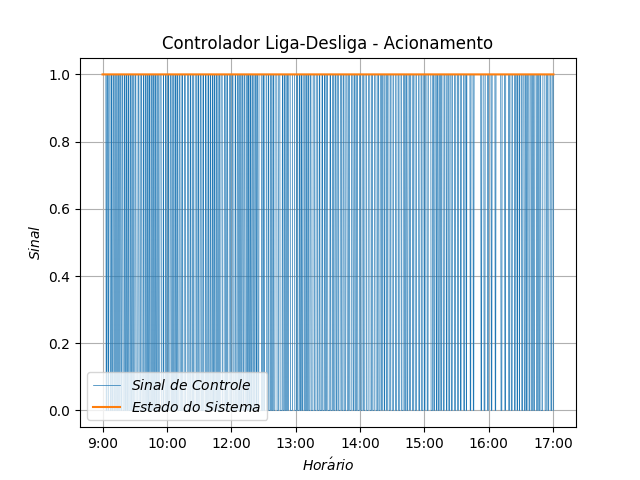 Controlador Liga-Desliga - Acionamento
1.0
0.8
0.6
0.4
0.2
0.0
Sinal
Sinal de Controle
Estado do Sistema
9:00 10:00 12:00 13:00 14:00 15:00 16:00 17:00
Horário